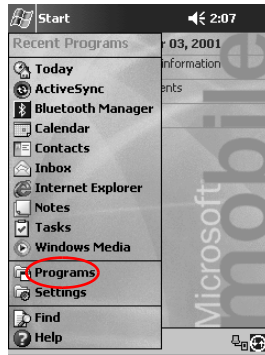 Start 2:07
Recent Programs r 03, 2001
Today information
ActiveSync ents
Bluetooth Manager
Calendar
Contacts
Inbox
Internet Explorer
Notes
Tasks
Windows Media
Programs
Settings
Find
Help
Microsoft
mobile